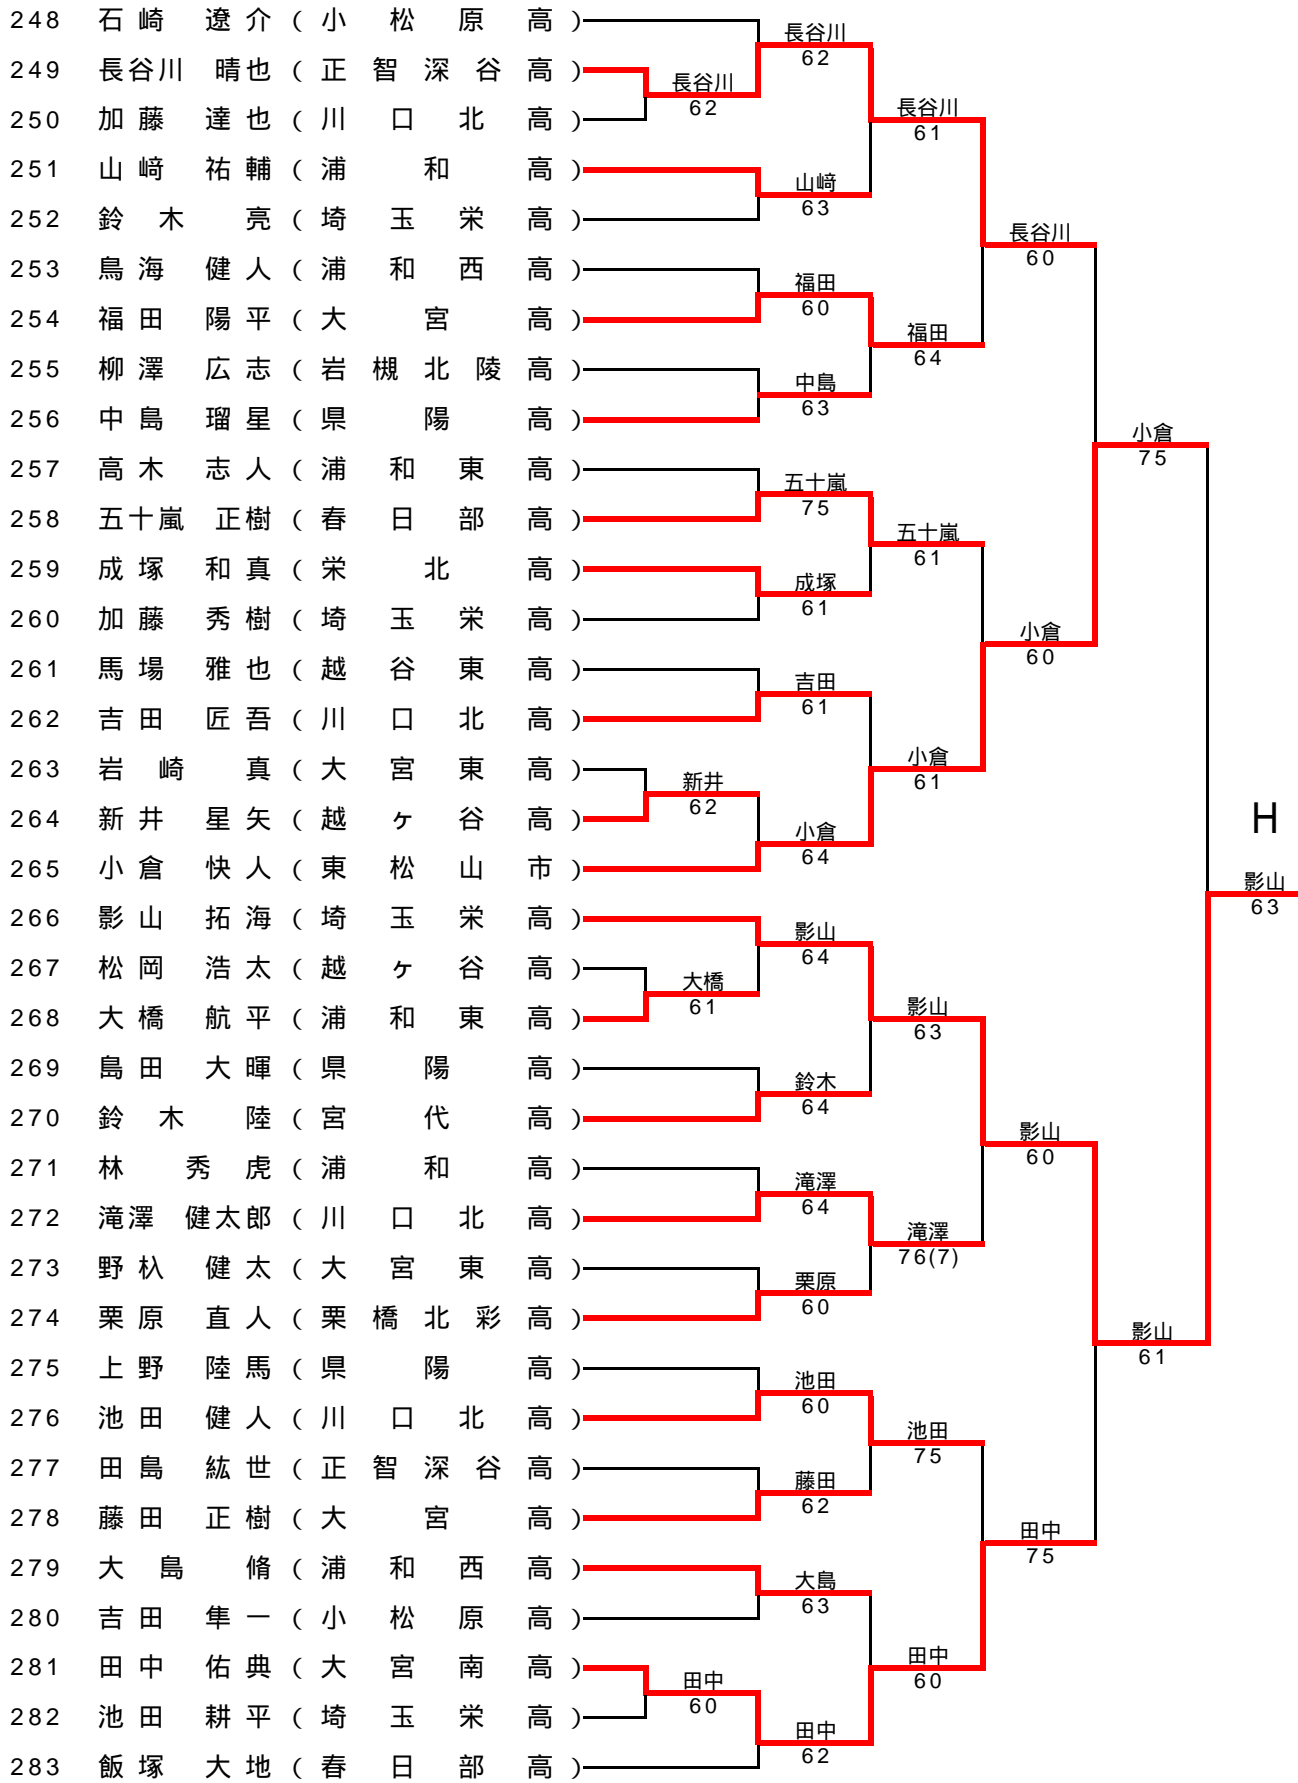 248 石崎 遼介 (小松原高)
249 長谷川 晴也 (正智深谷高)
250 加藤 達也 (川口北高)
251 山﨑 祐輔 (浦和高)
252 鈴木 亮 (埼玉栄高)
253 鳥海 健人 (浦和西高)
254 福田 陽平 (大宮高)
255 柳澤 広志 (岩槻北陵高)
256 中島 瑠星 (県陽高)
257 高木 志人 (浦和東高)
258 五十嵐 正樹 (春日部高)
259 成塚 和真 (栄北高)
260 加藤 秀樹 (埼玉栄高)
261 馬場 雅也 (越谷東高)
262 吉田 匠吾 (川口北高)
263 岩崎 真 (大宮東高)
264 新井 星矢 (越ヶ谷高)
265 小倉 快人 (東松山市)
266 影山 拓海 (埼玉栄高)
267 松岡 浩太 (越ヶ谷高)
268 大橋 航平 (浦和東高)
269 島田 大暉 (県陽高)
270 鈴木 陸 (宮代高)
271 林 秀虎 (浦和高)
272 滝澤 健太郎 (川口北高)
273 野杁 健太 (大宮東高)
274 栗原 直人 (栗橋北彩高)
275 上野 陸馬 (県陽高)
276 池田 健人 (川口北高)
277 田島 紘世 (正智深谷高)
278 藤田 正樹 (大宮高)
279 大島 脩 (浦和西高)
280 吉田 隼一 (小松原高)
281 田中 佑典 (大宮南高)
282 池田 耕平 (埼玉栄高)
283 飯塚 大地 (春日部高)
長谷川
62
新井
62
大橋
61
田中
60
長谷川
62
山﨑
63
福田
60
中島
63
五十嵐
75
成塚
61
吉田
61
小倉
64
影山
64
鈴木
64
滝澤
64
栗原
60
池田
60
藤田
62
大島
63
田中
62
長谷川
61
福田
64
五十嵐
61
小倉
61
影山
63
滝澤
76(7)
池田
75
田中
60
長谷川
60
小倉
60
影山
60
田中
75
小倉
75
影山
61
H
影山
63